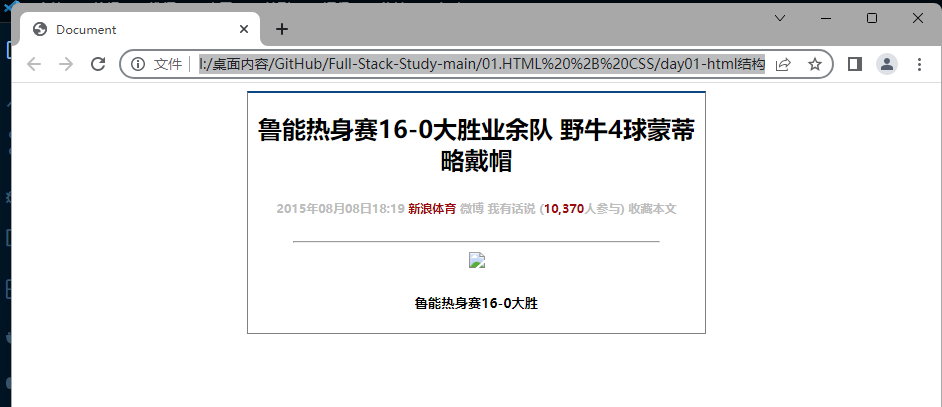 Document
文件
I:/桌面内容/GitHub/Full-Stack-Study-main/01.HTML%20%2B%20CSS/day01-html结构
鲁能热身赛16-0大胜业余队 野牛4球蒙蒂
略戴帽
2015年08月08日18:19 新浪体育 微博 我有话说 (10,370人参与) 收藏本文
鲁能热身赛16-0大胜